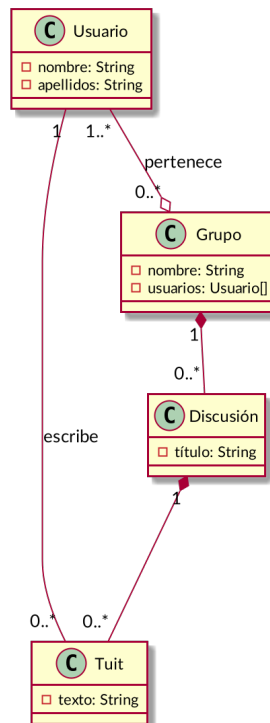 C Usuario
nombre: String
apellidos: String
1
1..*
pertenece
0..*
C Grupo
nombre: String
usuarios: Usuario[]
1
0..*
C Discusión
título: String
1
escribe
0..*
0..*
C Tuit
texto: String